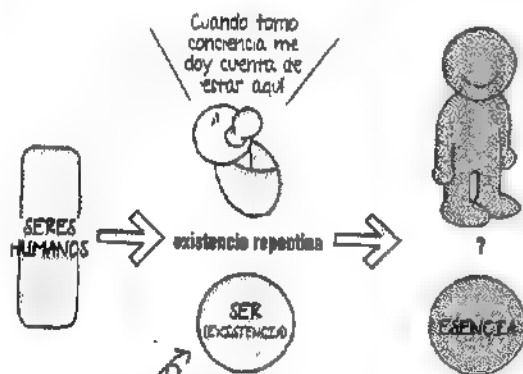 Cuando tomo
conciencia me
doy cuenta de
estar aquí
SERES
HUMANOS
existencia repentina
?
SER
(EXISTENCIA)
ESENCIA